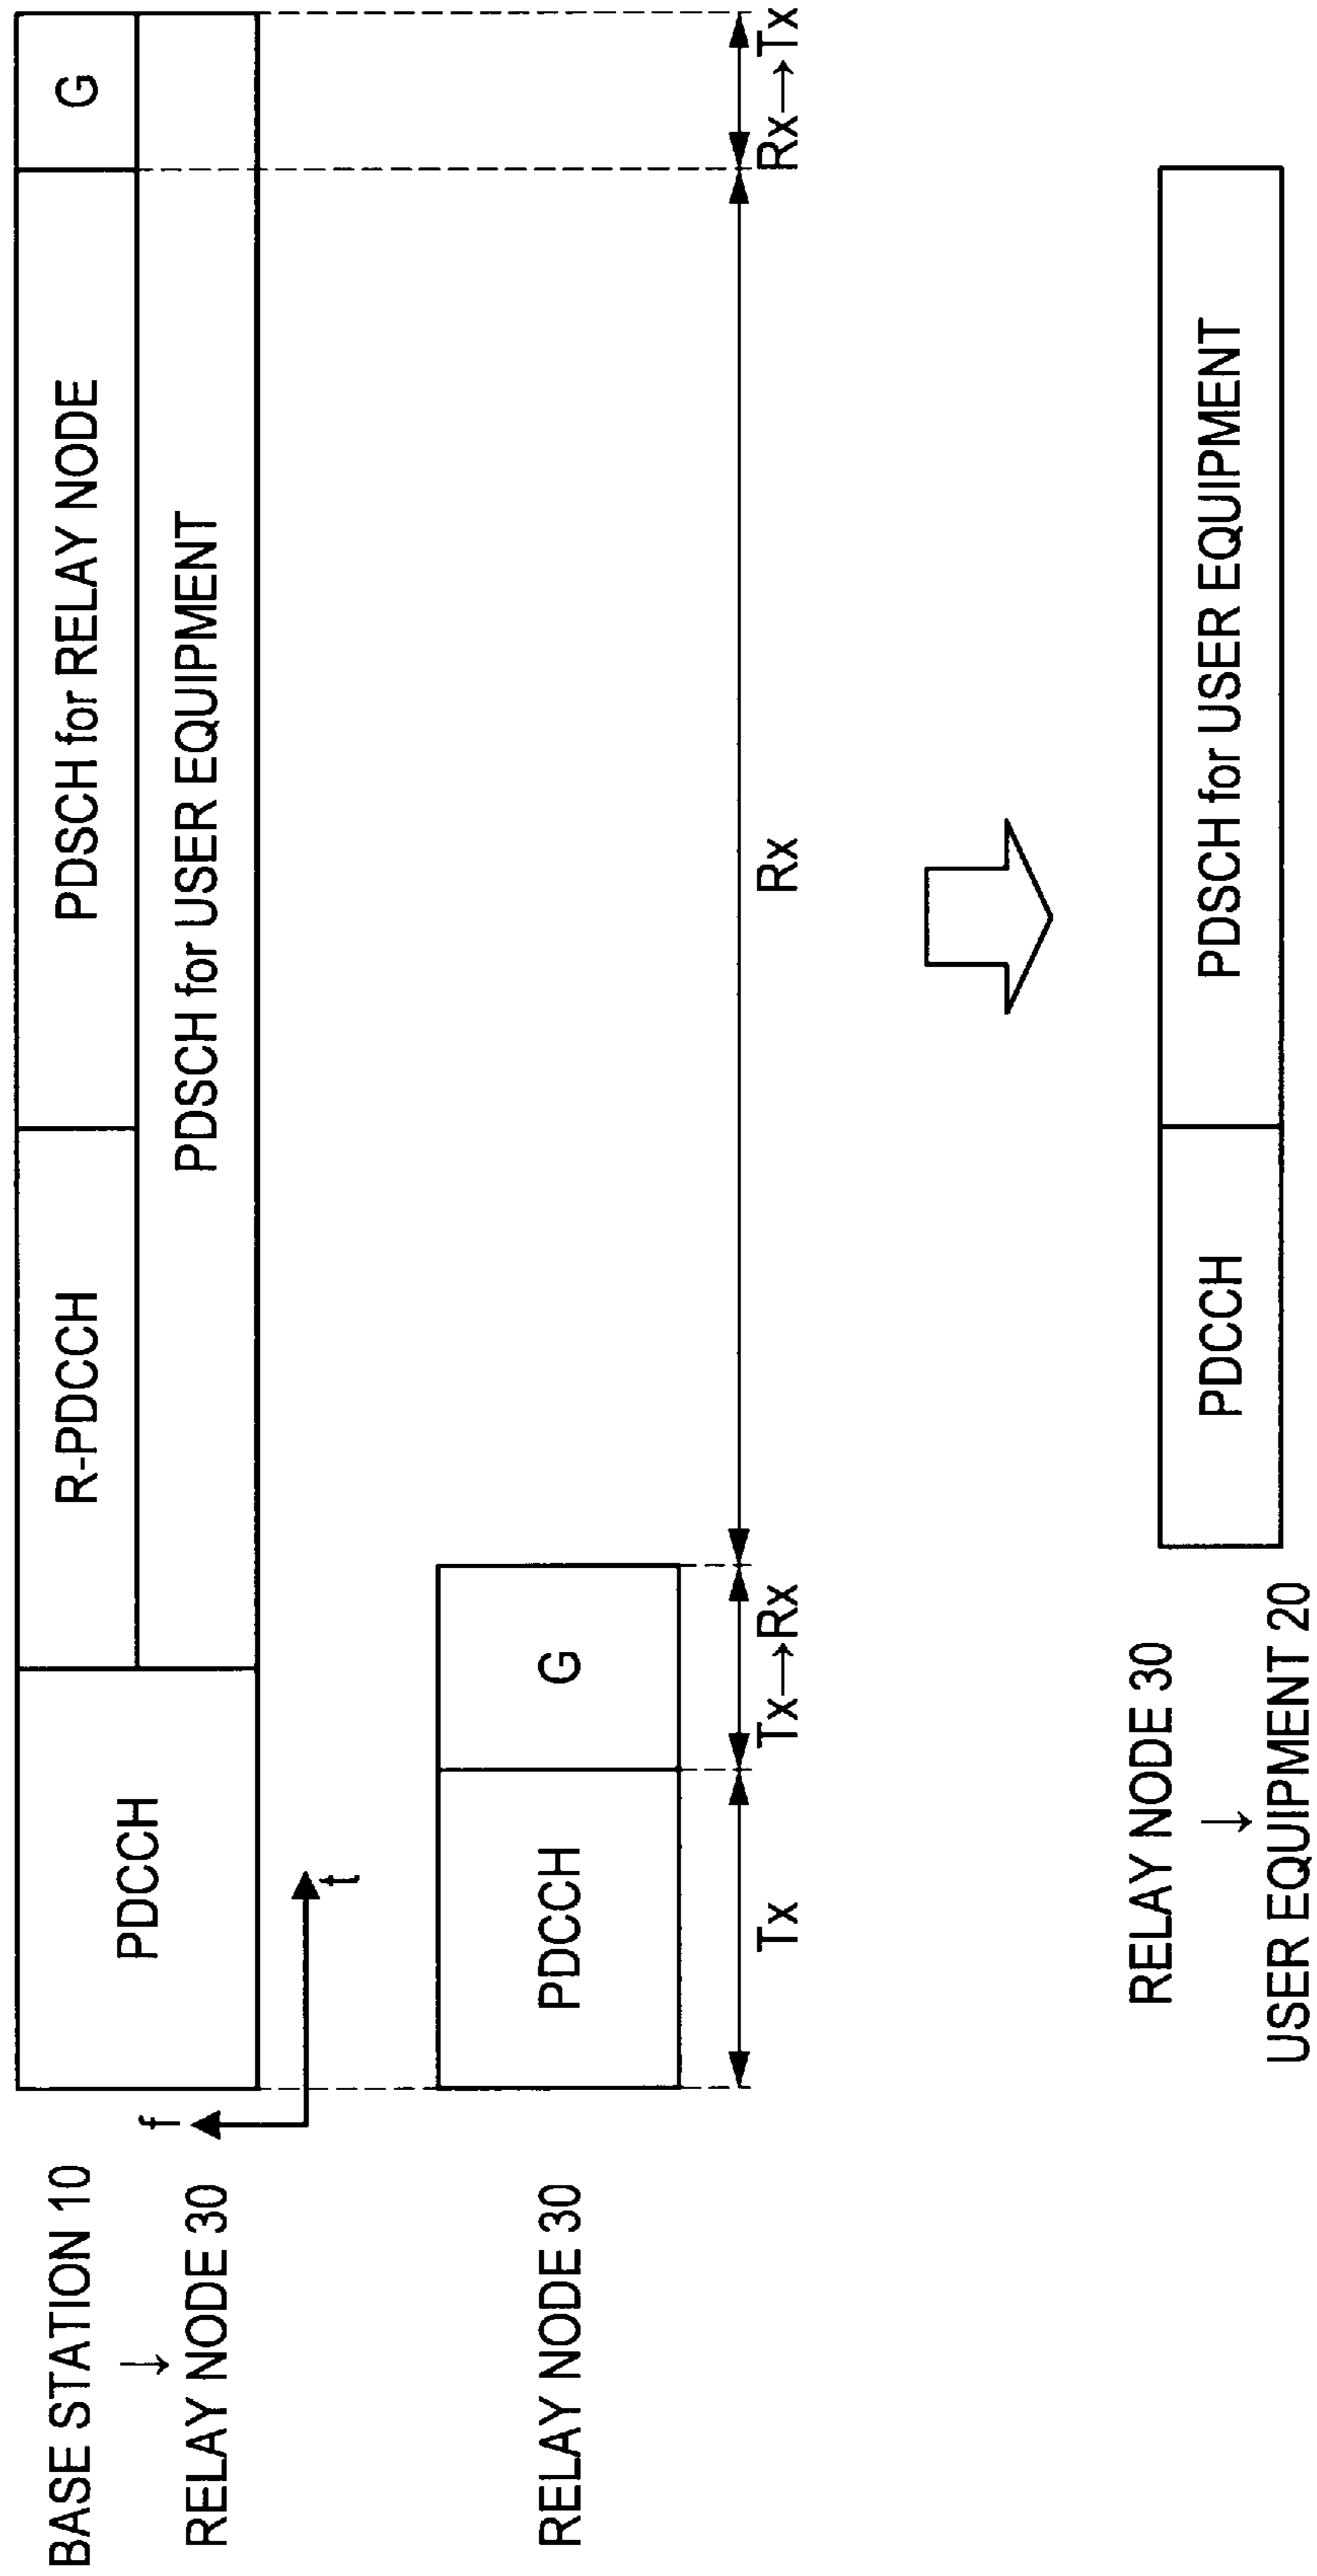 BASE STATION 10
↓
RELAY NODE 30
PDCCH
R-PDCCH
PDSCH for RELAY NODE
G
PDSCH for USER EQUIPMENT
f
t
RELAY NODE 30
PDCCH
G
Tx
Tx→Rx
Rx
Rx→Tx
RELAY NODE 30
↓
USER EQUIPMENT 20
PDCCH
PDSCH for USER EQUIPMENT